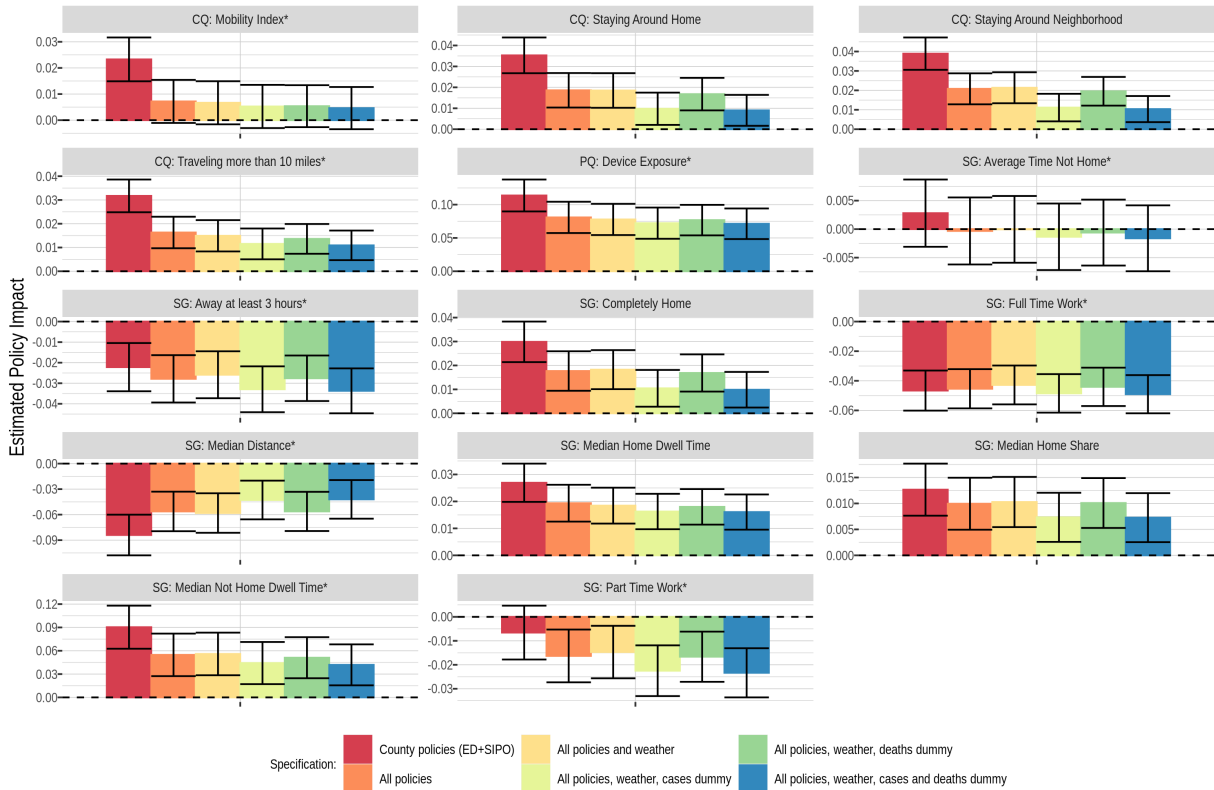 CQ: Mobility Index*
CQ: Staying Around Home
CQ: Staying Around Neighborhood
0.03
0.02
0.01
0.00
0.04
0.03
0.02
0.01
0.00
0.04
0.03
0.02
0.01
0.00
CQ: Traveling more than 10 miles*
PQ: Device Exposure*
SG: Average Time Not Home*
0.04
0.03
0.02
0.01
0.00
0.10
0.05
0.00
0.005
0.000
-0.005
Estimated Policy Impact
SG: Away at least 3 hours*
SG: Completely Home
SG: Full Time Work*
0.00
-0.01
-0.02
-0.03
-0.04
0.04
0.03
0.02
0.01
0.00
0.00
-0.02
-0.04
-0.06
SG: Median Distance*
SG: Median Home Dwell Time
SG: Median Home Share
0.00
-0.03
-0.06
-0.09
0.03
0.02
0.01
0.00
0.015
0.010
0.005
0.000
SG: Median Not Home Dwell Time*
SG: Part Time Work*
0.12
0.09
0.06
0.03
0.00
0.00
-0.01
-0.02
-0.03
Specification:
County policies (ED+SIPO)
All policies
All policies and weather
All policies, weather, cases dummy
All policies, weather, deaths dummy
All policies, weather, cases and deaths dummy